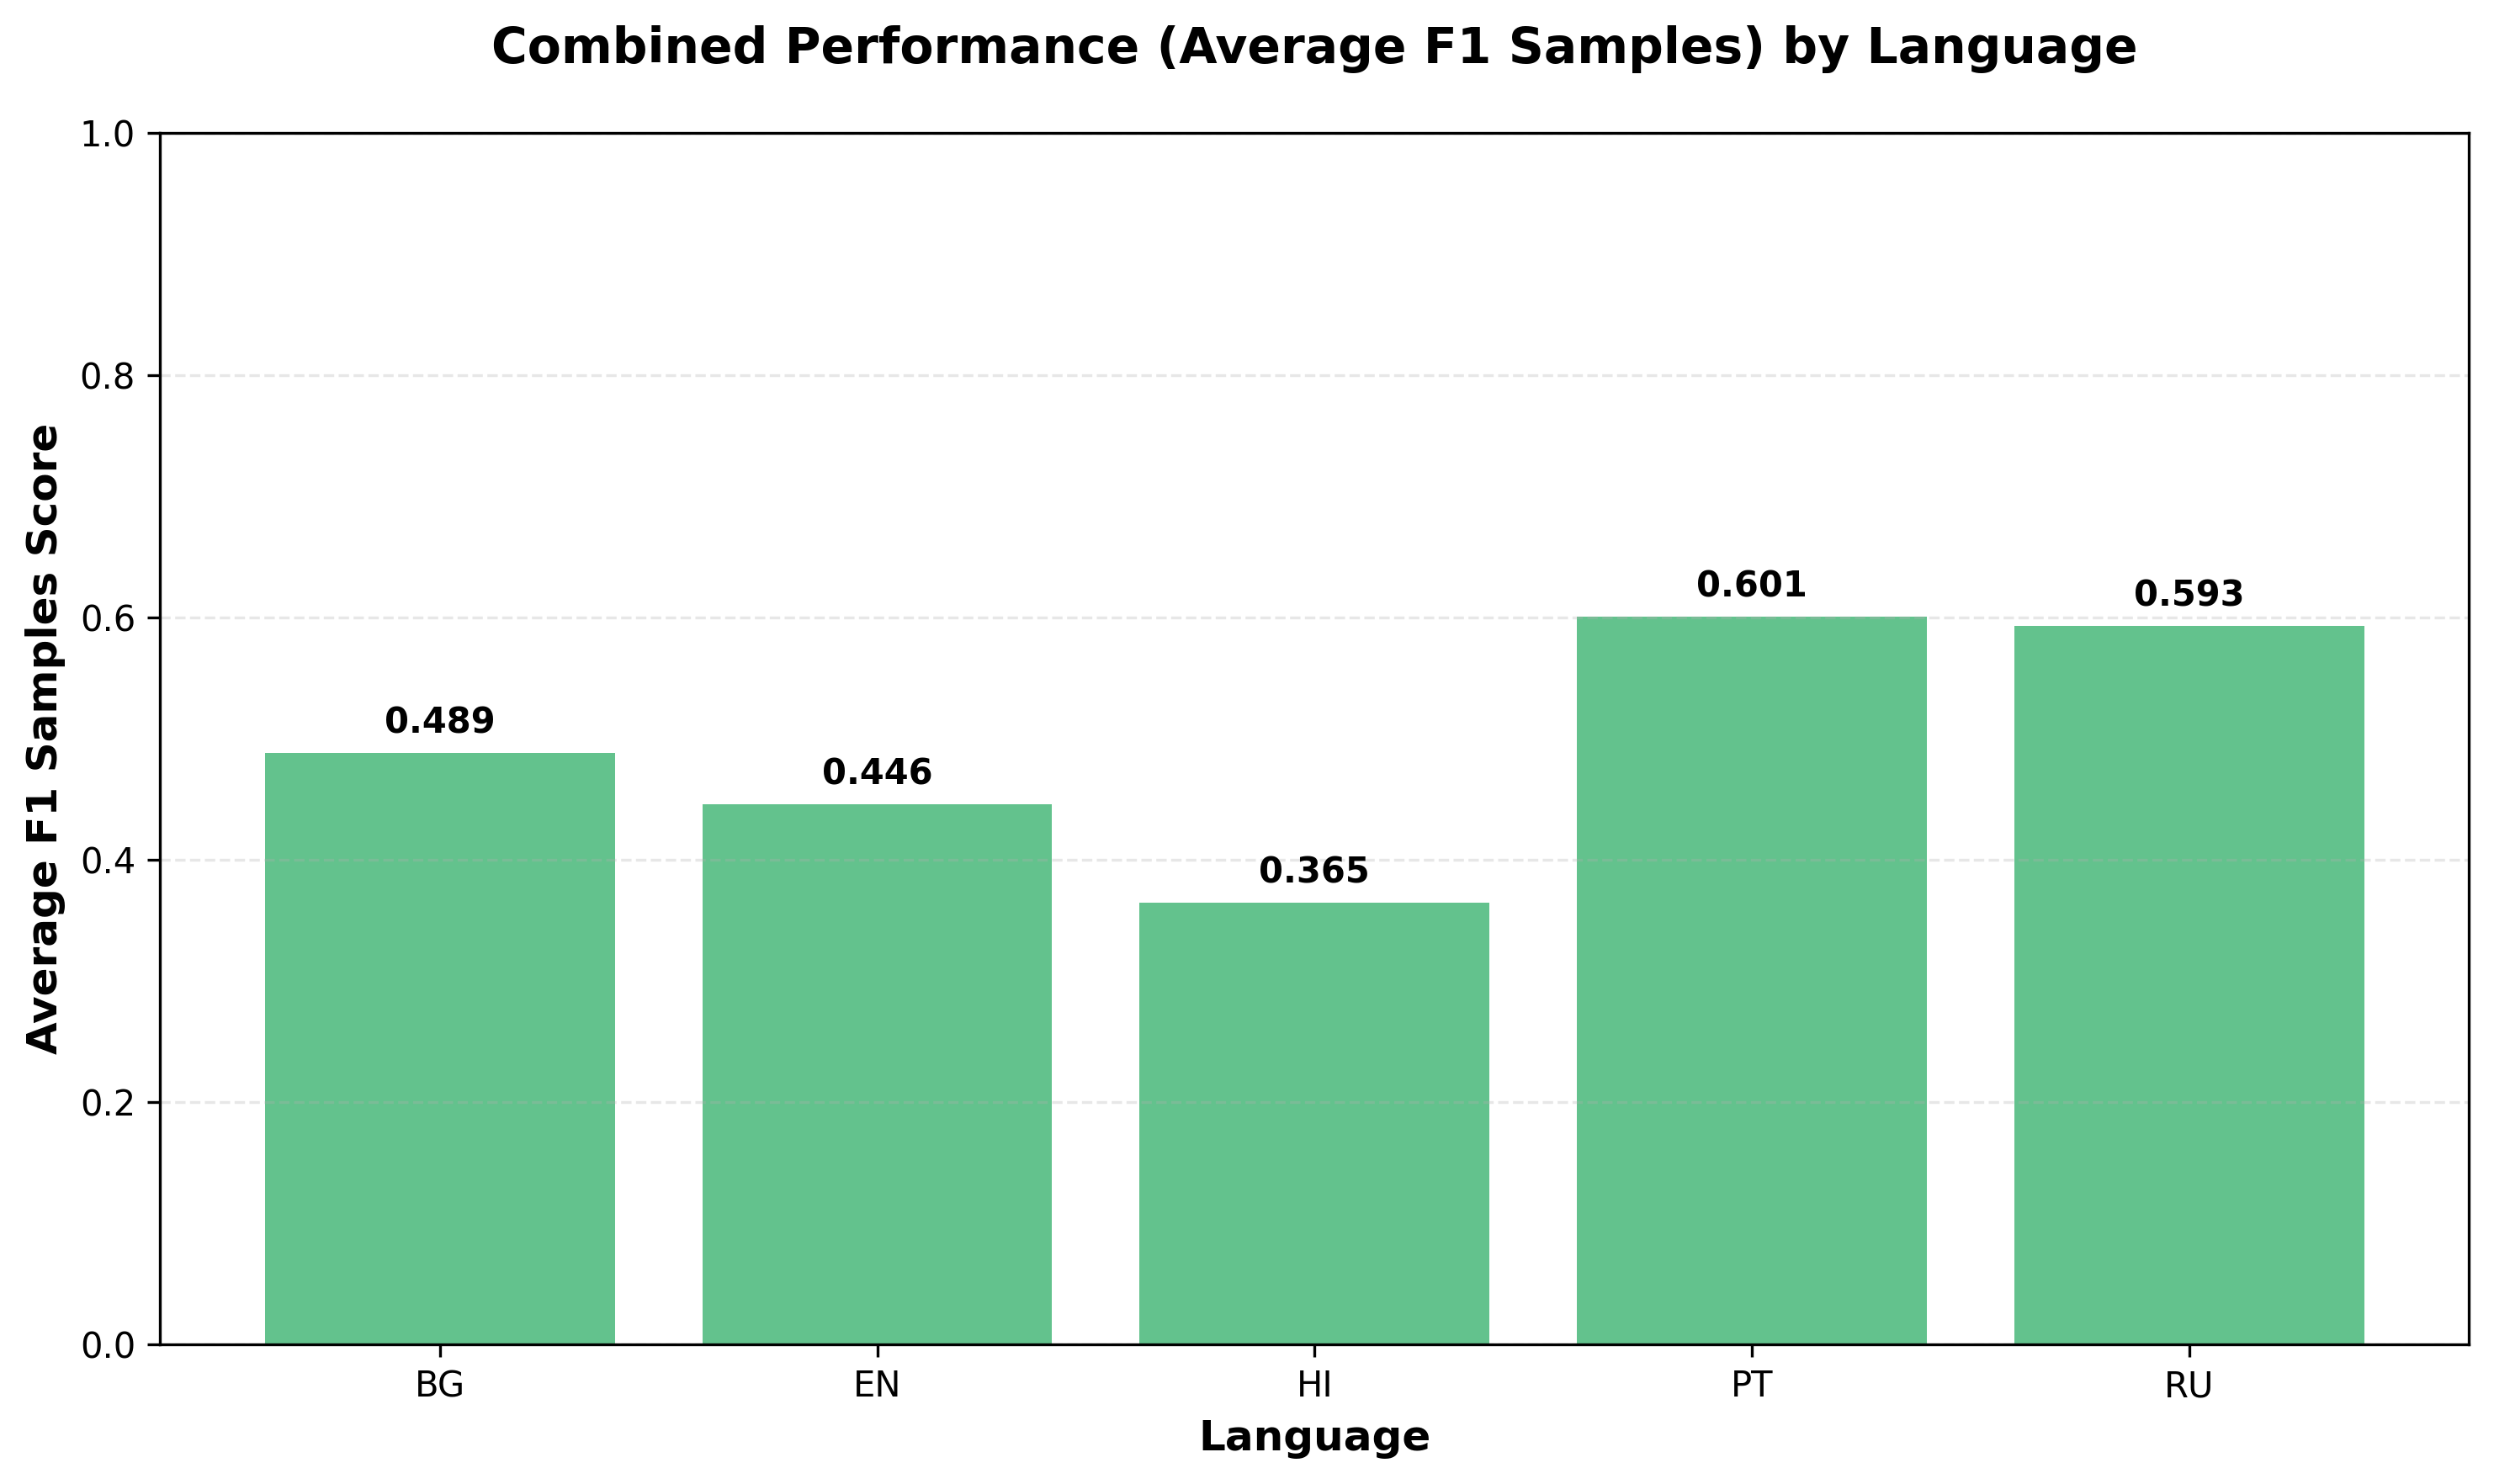 Combined Performance (Average F1 Samples) by Language
Average F1 Samples Score
1.0
0.8
0.6
0.4
0.2
0.0
0.489
0.446
0.365
0.601
0.593
BG
EN
HI
PT
RU
Language